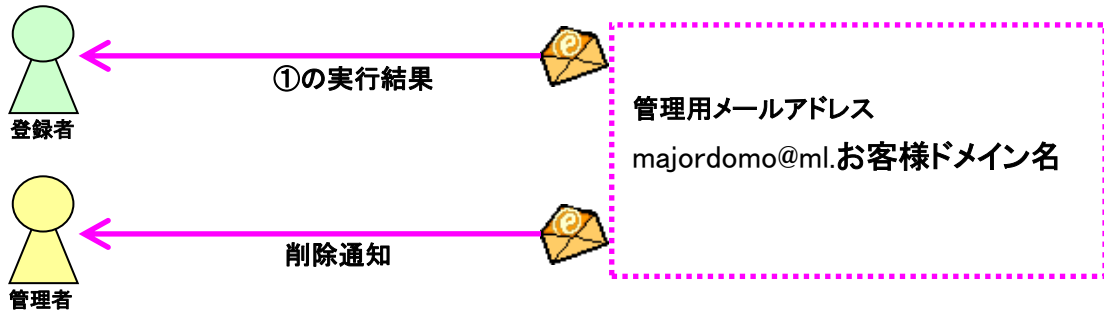 ①の実行結果
登録者
管理用メールアドレス
majordomo@ml.お客様ドメイン名
削除通知
管理者